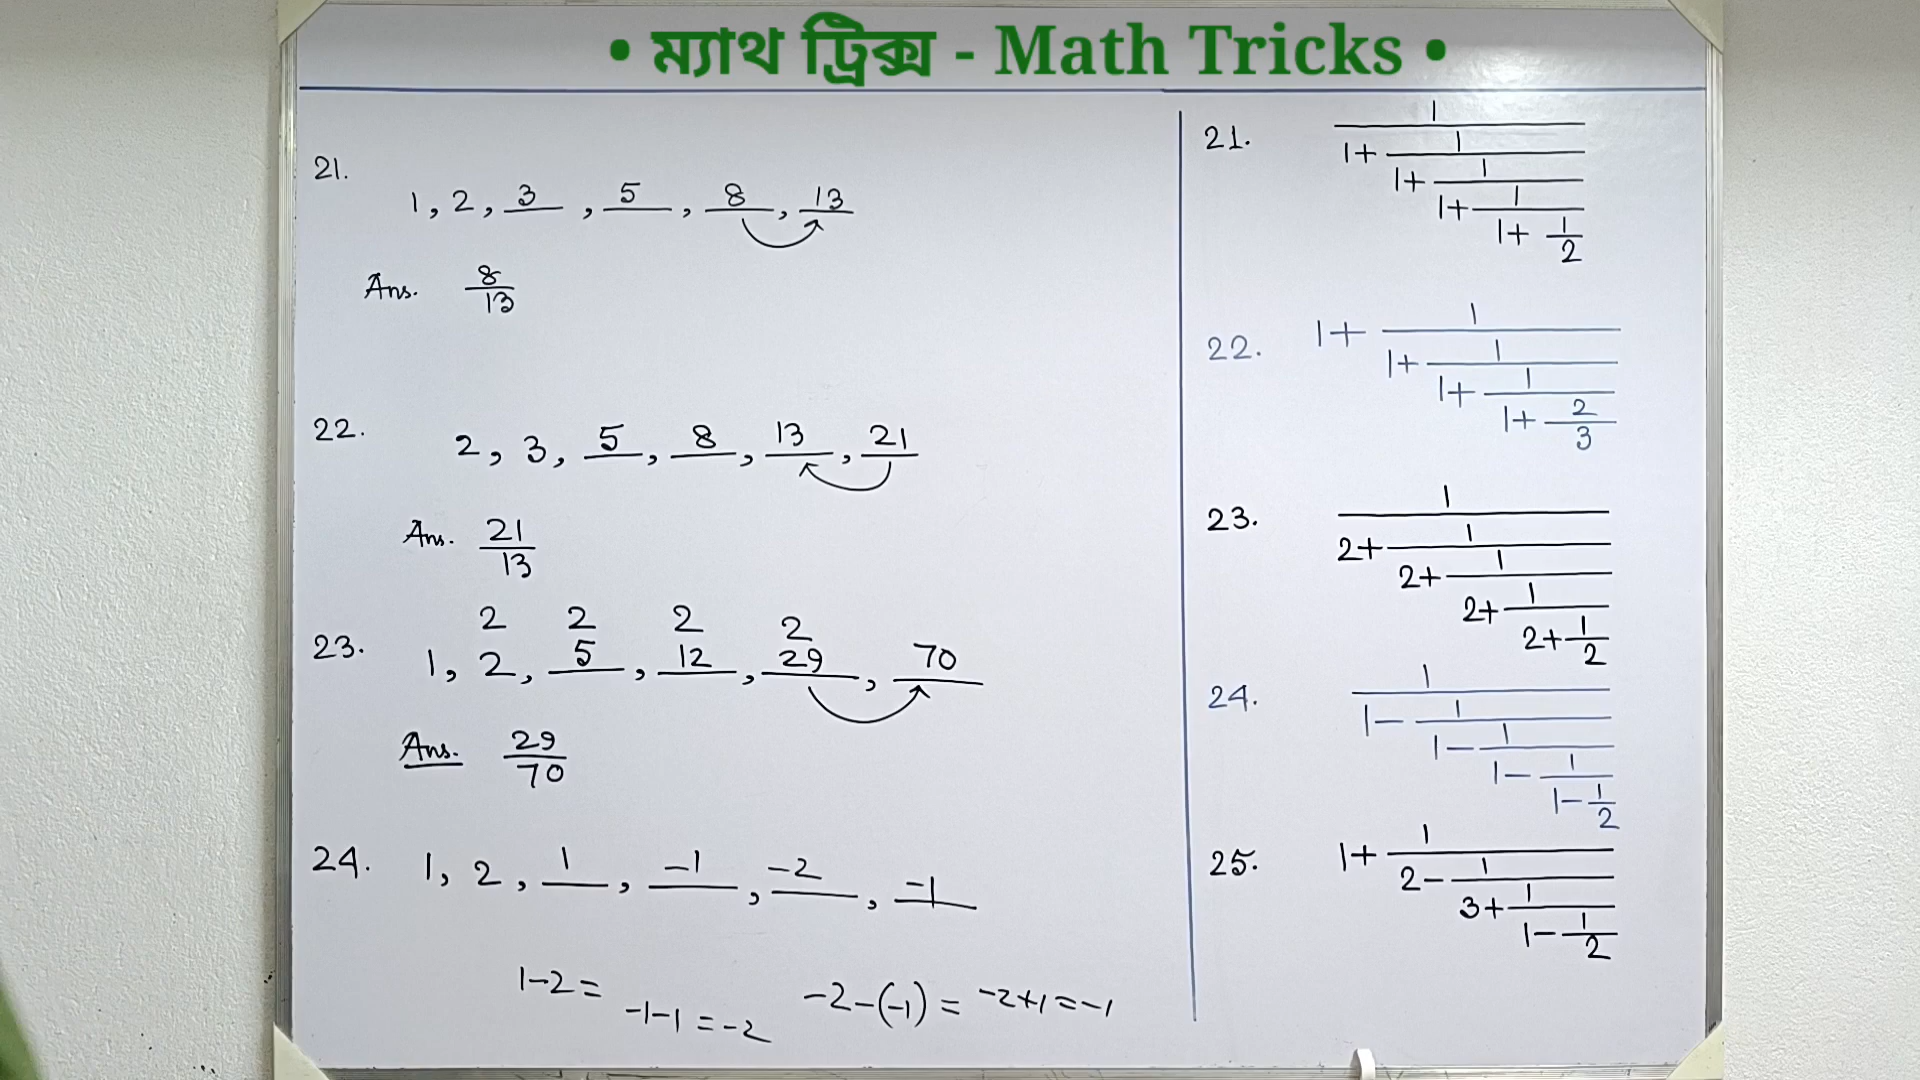 • ম্যাথ ট্রিক্স - Math Tricks •
21.
1, 2, 3, 5, 8, 13
Ans. 8/13
22.
2, 3, 5, 8, 13, 21
Ans. 21/13
2 2 2 2
23. 1, 2, 5, 12, 29, 70
Ans. 29/70
24. 1, 2, 1, -1, -2, -1
1-2=
-1-1=-2
-2-(-1) = -2+1=-1
21. 1/(1+1/(1+1/(1+1/(1+1/2))))
22. 1+1/(1+1/(1+1/(1+2/3)))
23. 1/(2+1/(2+1/(2+1/(2+1/2))))
24. 1/(1-1/(1-1/(1-1/(1-1/2))))
25. 1+1/(2-1/(3+1/(1-1/2)))